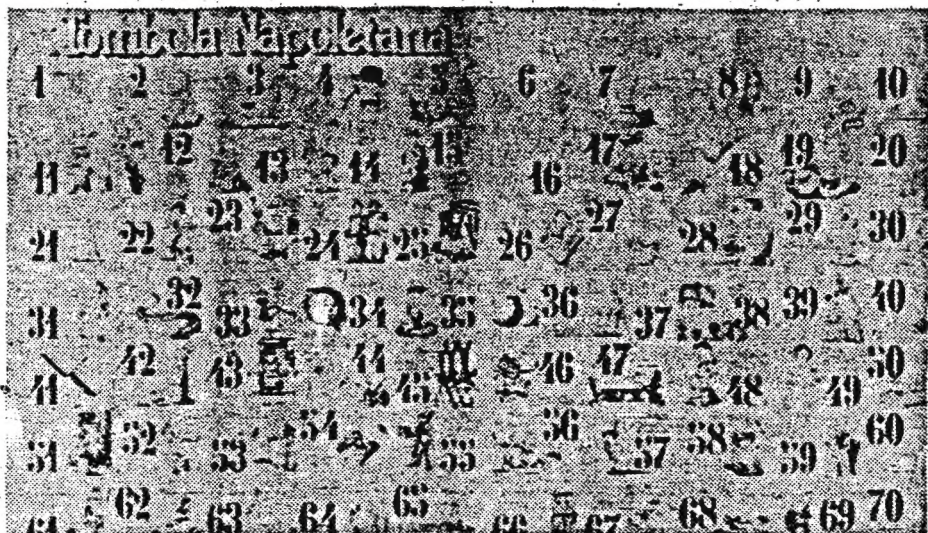 Tombola Napoletana
1 2 3 4 5 6 7 8 9 10
11 12 13 14 15 16 17 18 19 20
21 22 23 24 25 26 27 28 29 30
31 32 33 34 35 36 37 38 39 40
41 42 43 44 45 46 47 48 49 50
51 52 53 54 55 56 57 58 59 60
61 62 63 64 65 66 67 68 69 70